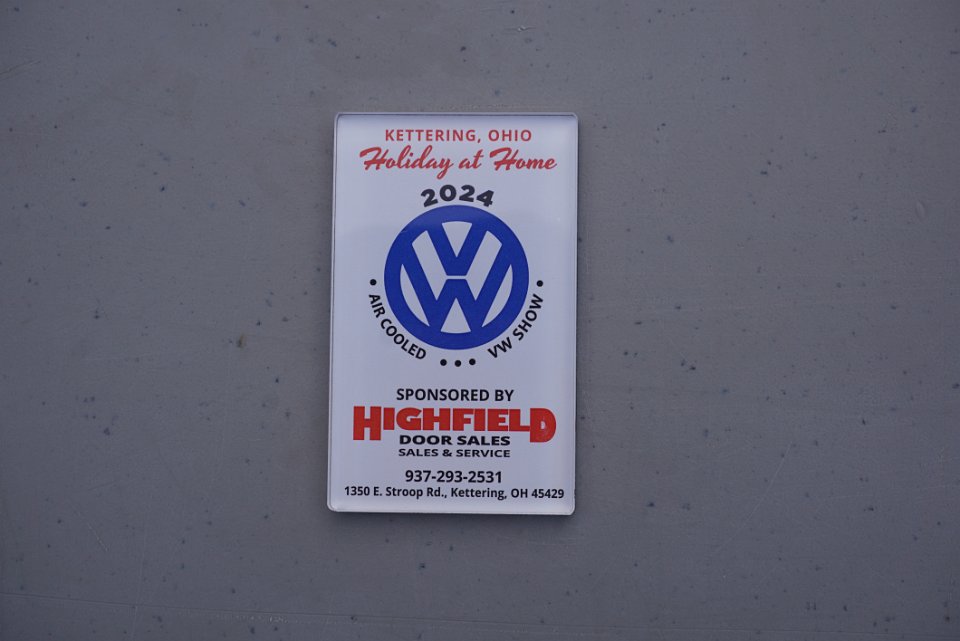 KETTERING, OHIO
Holiday at Home
2024
VW
• AIR COOLED • • • VW SHOW •
SPONSORED BY
HIGHFIELD
DOOR SALES
SALES & SERVICE
937-293-2531
1350 E. Stroop Rd., Kettering, OH 45429